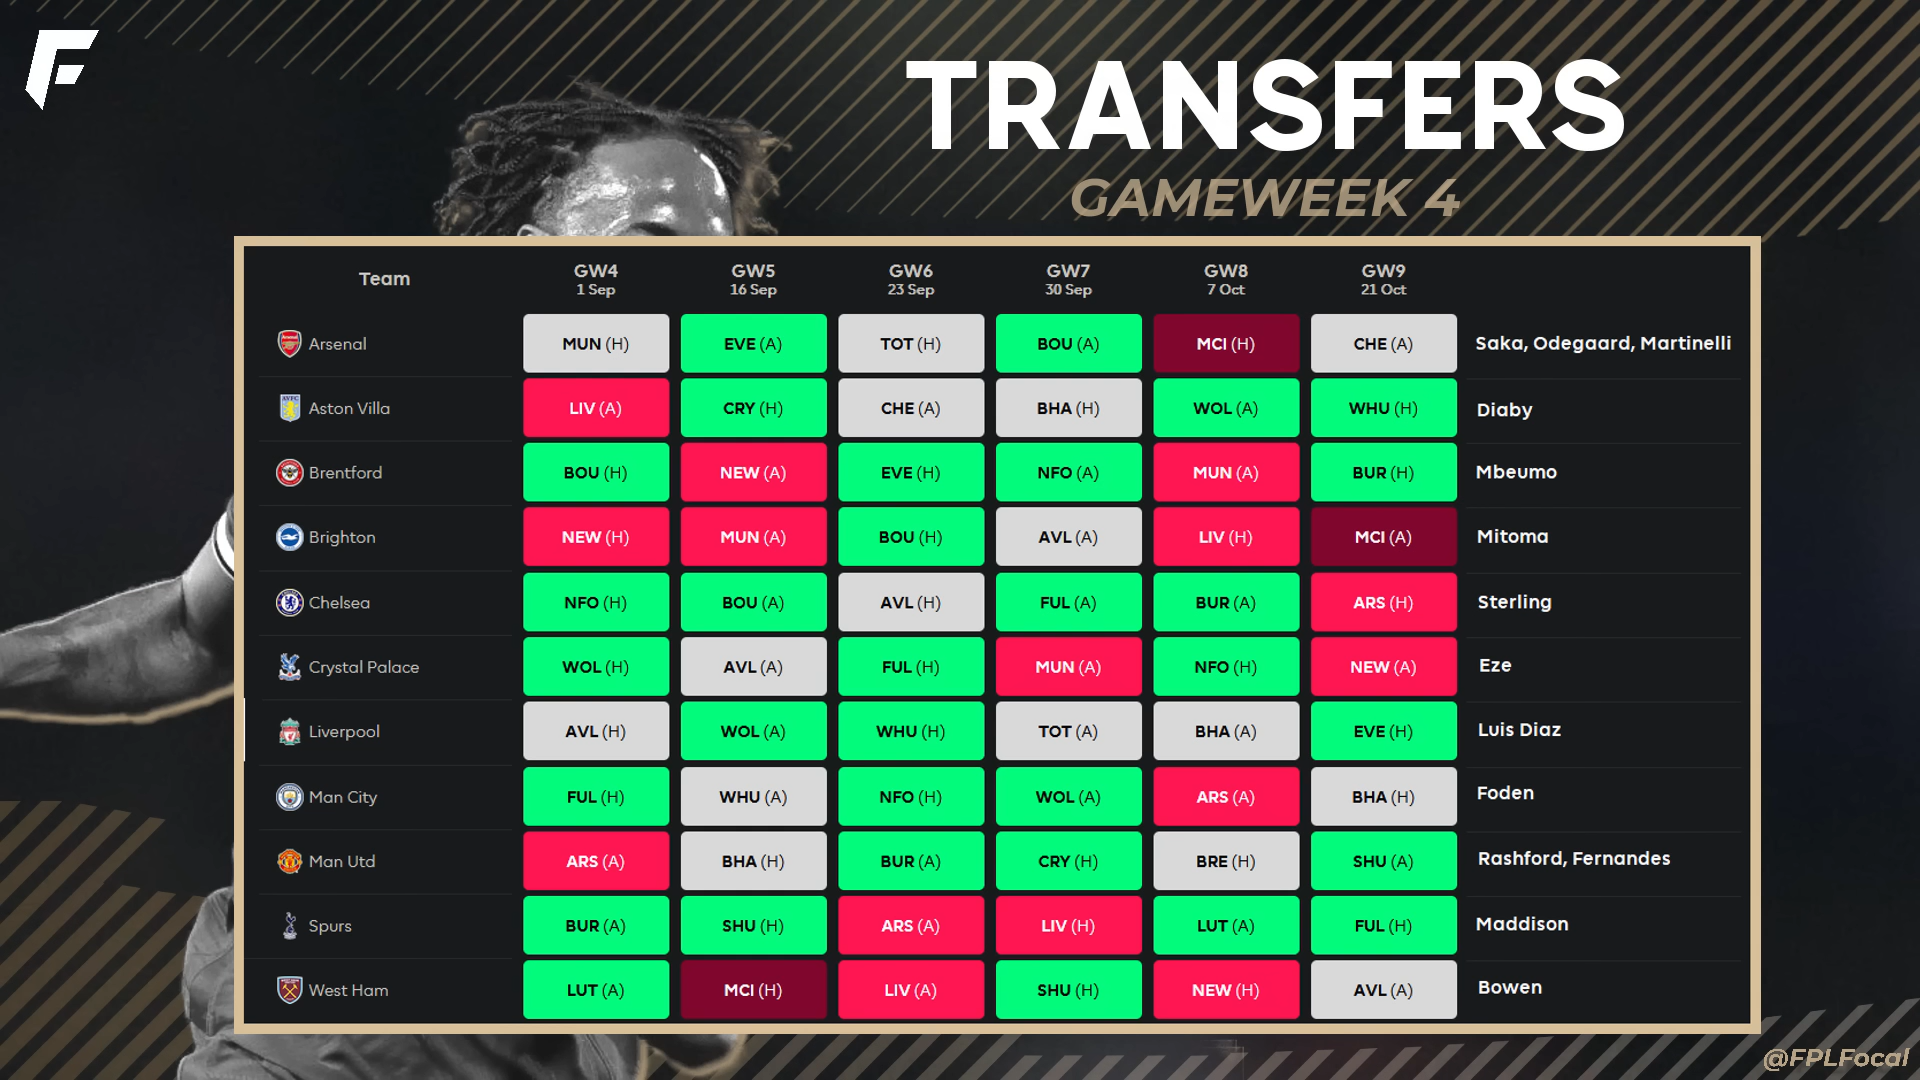 TRANSFERS
GAMEWEEK 4
Team
GW4 GW5 GW6 GW7 GW8 GW9
1 Sep 16 Sep 23 Sep 30 Sep 7 Oct 21 Oct
Arsenal MUN (H) EVE (A) TOT (H) BOU (A) MCI (H) CHE (A) Saka, Odegaard, Martinelli
Aston Villa LIV (A) CRY (H) CHE (A) BHA (H) WOL (A) WHU (H) Diaby
Brentford BOU (H) NEW (A) EVE (H) NFO (A) MUN (A) BUR (H) Mbeumo
Brighton NEW (H) MUN (A) BOU (H) AVL (A) LIV (H) MCI (A) Mitoma
Chelsea NFO (H) BOU (A) AVL (H) FUL (A) BUR (A) ARS (H) Sterling
Crystal Palace WOL (H) AVL (A) FUL (H) MUN (A) NFO (H) NEW (A) Eze
Liverpool AVL (H) WOL (A) WHU (H) TOT (A) BHA (A) EVE (H) Luis Diaz
Man City FUL (H) WHU (A) NFO (H) WOL (A) ARS (A) BHA (H) Foden
Man Utd ARS (A) BHA (H) BUR (A) CRY (H) BRE (H) SHU (A) Rashford, Fernandes
Spurs BUR (A) SHU (H) ARS (A) LIV (H) LUT (A) FUL (H) Maddison
West Ham LUT (A) MCI (H) LIV (A) SHU (H) NEW (H) AVL (A) Bowen
@FPLFocal